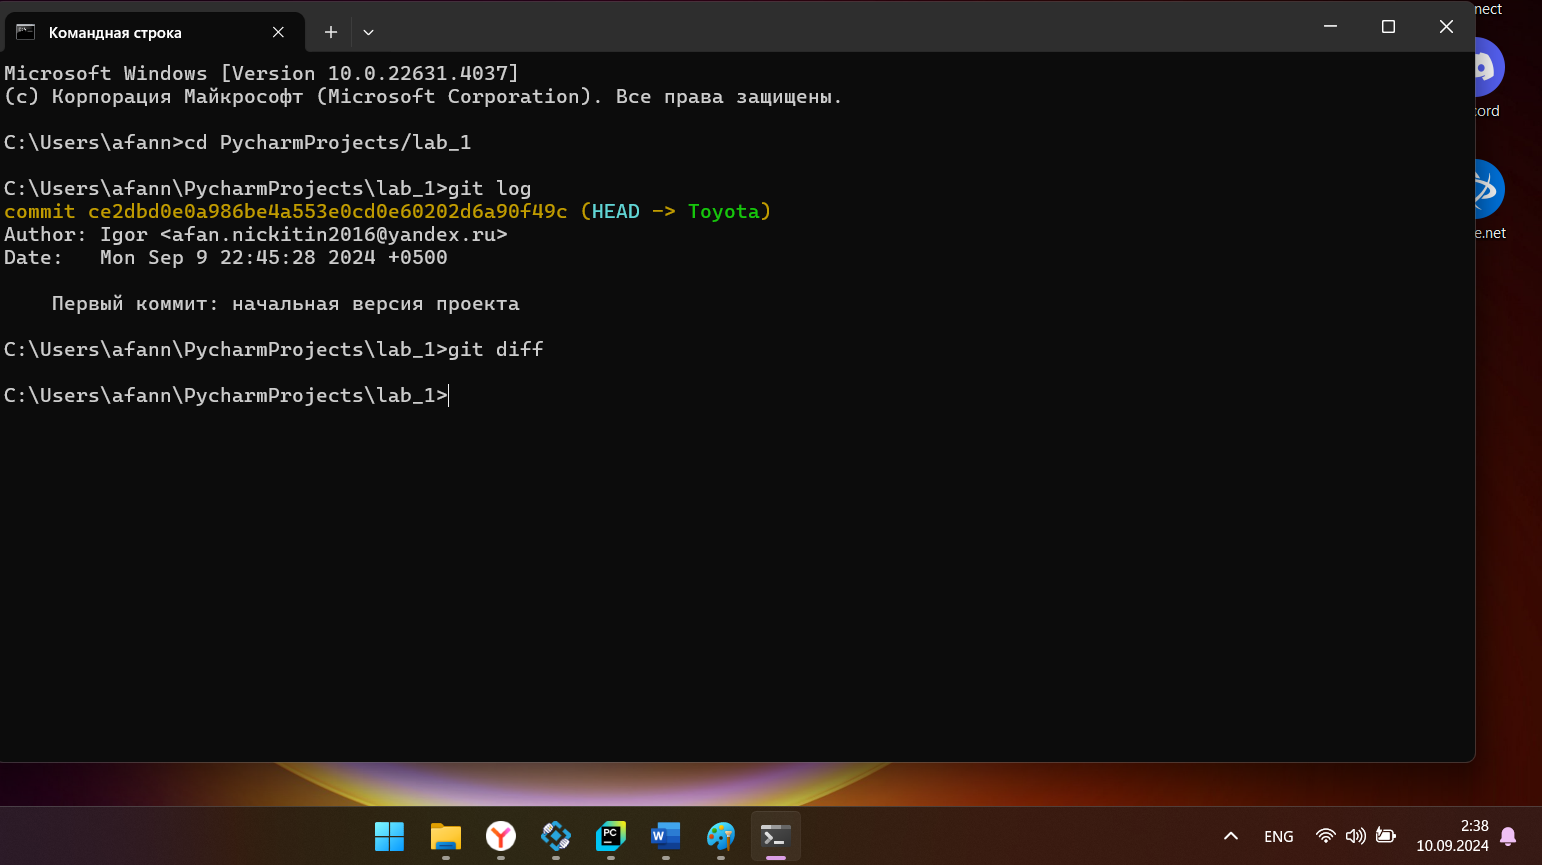 Командная строка
Microsoft Windows [Version 10.0.22631.4037]
(c) Корпорация Майкрософт (Microsoft Corporation). Все права защищены.
C:\Users\afann>cd PycharmProjects/lab_1
C:\Users\afann\PycharmProjects\lab_1>git log
commit ce2dbd0e0a986be4a553e0cd0e60202d6a90f49c (HEAD -> Toyota)
Author: Igor <afan.nickitin2016@yandex.ru>
Date:   Mon Sep 9 22:45:28 2024 +0500
Первый коммит: начальная версия проекта
C:\Users\afann\PycharmProjects\lab_1>git diff
C:\Users\afann\PycharmProjects\lab_1>
nect
cord
e.net
PC
W
ENG
2:38
10.09.2024